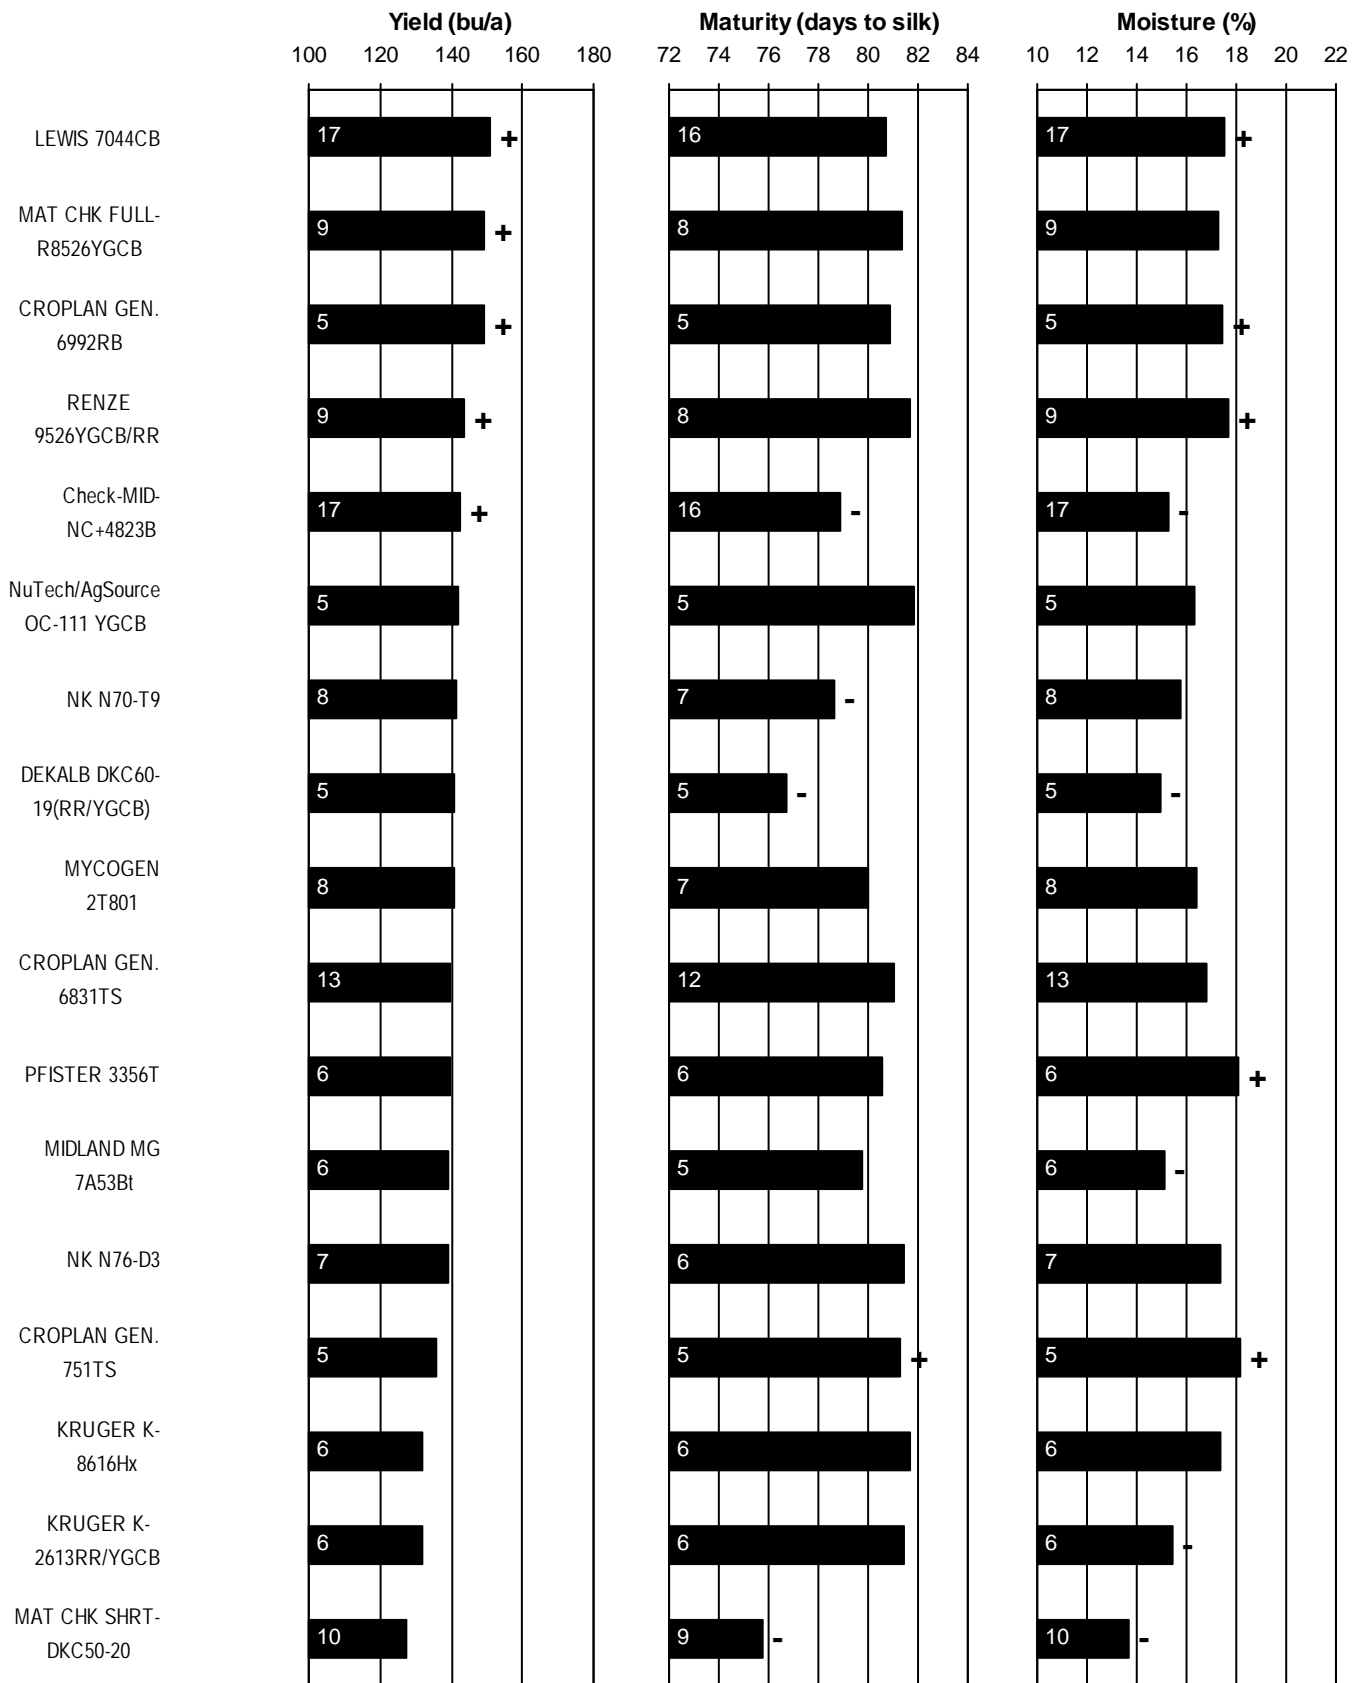 Yield (bu/a) Maturity (days to silk) Moisture (%)
100 120 140 160 180 72 74 76 78 80 82 84 10 12 14 16 18 20 22
LEWIS 7044CB 17 + 16 17 +
MAT CHK FULL-
R8526YGCB 9 + 8 9
CROPLAN GEN.
6992RB 5 + 5 5 +
RENZE
9526YGCB/RR 9 + 8 9 +
Check-MID-
NC+4823B 17 + 16 - 17 -
NuTech/AgSource
OC-111 YGCB 5 5 5
NK N70-T9 8 7 - 8
DEKALB DKC60-
19(RR/YGCB) 5 5 - 5 -
MYCOGEN
2T801 8 7 8
CROPLAN GEN.
6831TS 13 12 13
PFISTER 3356T 6 6 6 +
MIDLAND MG
7A53Bt 6 5 6 -
NK N76-D3 7 6 7
CROPLAN GEN.
751TS 5 5 + 5 +
KRUGER K-
8616Hx 6 6 6
KRUGER K-
2613RR/YGCB 6 6 6 -
MAT CHK SHRT-
DKC50-20 10 9 - 10 -